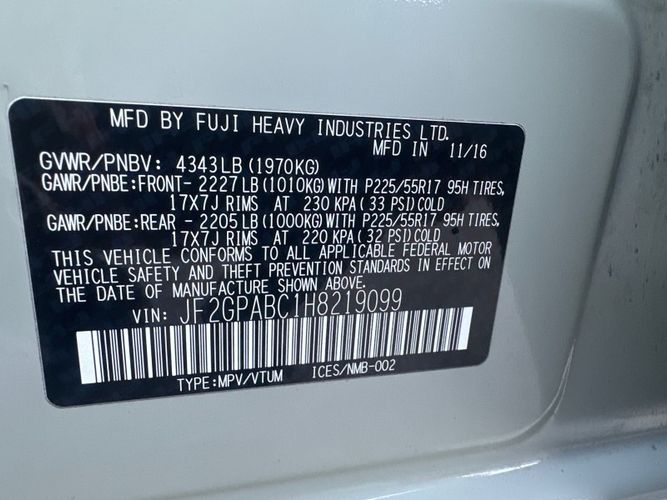 MFD BY FUJI HEAVY INDUSTRIES LTD.
MFD IN 11/16
GVWR/PNBV: 4343LB (1970KG)
GAWR/PNBE:FRONT- 2227LB (1010KG) WITH P225/55R17 95H TIRES,
17X7J RIMS AT 230 KPA ( 33 PSI) COLD
GAWR/PNBE:REAR - 2205LB (1000KG) WITH P225/55R17 95H TIRES,
17X7J RIMS AT 220 KPA ( 32 PSI) COLD
THIS VEHICLE CONFORMS TO ALL APPLICABLE FEDERAL MOTOR
VEHICLE SAFETY AND THEFT PREVENTION STANDARDS IN EFFECT ON
THE DATE OF MANUFACTURE SHOWN ABOVE.
VIN: JF2GPABC1H8219099
TYPE:MPV/VTUM ICES/NMB-002